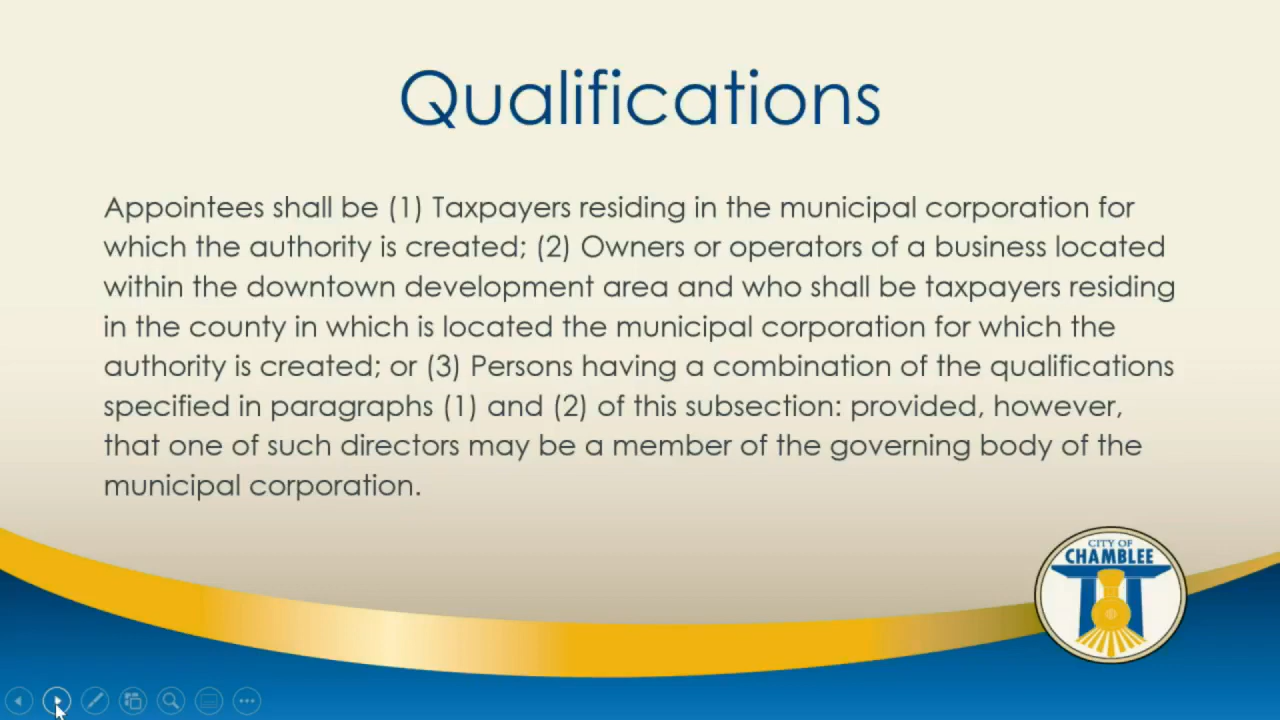 Qualifications
Appointees shall be (1) Taxpayers residing in the municipal corporation for
which the authority is created; (2) Owners or operators of a business located
within the downtown development area and who shall be taxpayers residing
in the county in which is located the municipal corporation for which the
authority is created; or (3) Persons having a combination of the qualifications
specified in paragraphs (1) and (2) of this subsection: provided, however,
that one of such directors may be a member of the governing body of the
municipal corporation.
CITY OF
CHAMBLEE